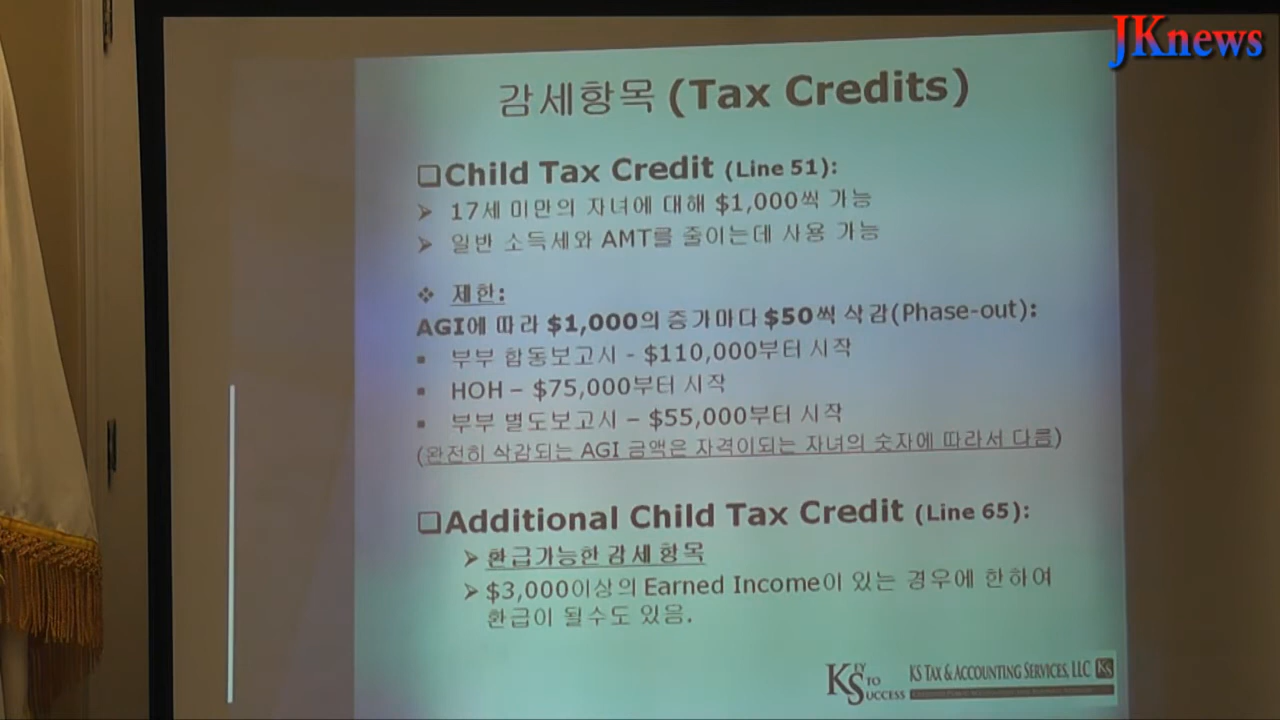 JKnews
감세항목 (Tax Credits)
❑Child Tax Credit (Line 51):
➢ 17세 미만의 자녀에 대해 $1,000씩 가능
➢ 일반 소득세와 AMT를 줄이는데 사용 가능
❖ 제한:
AGI에 따라 $1,000의 증가마다 $50씩 삭감(Phase-out):
▪ 부부 합동보고시 - $110,000부터 시작
▪ HOH – $75,000부터 시작
▪ 부부 별도보고시 – $55,000부터 시작
(완전히 삭감되는 AGI 금액은 자격이되는 자녀의 숫자에 따라서 다름)
❑Additional Child Tax Credit (Line 65):
➢ 환급가능한 감세항목
➢ $3,000이상의 Earned Income이 있는 경우에 한하여
환급이 될수도 있음.
KEY TO SUCCESS KS TAX & ACCOUNTING SERVICES, LLC KS